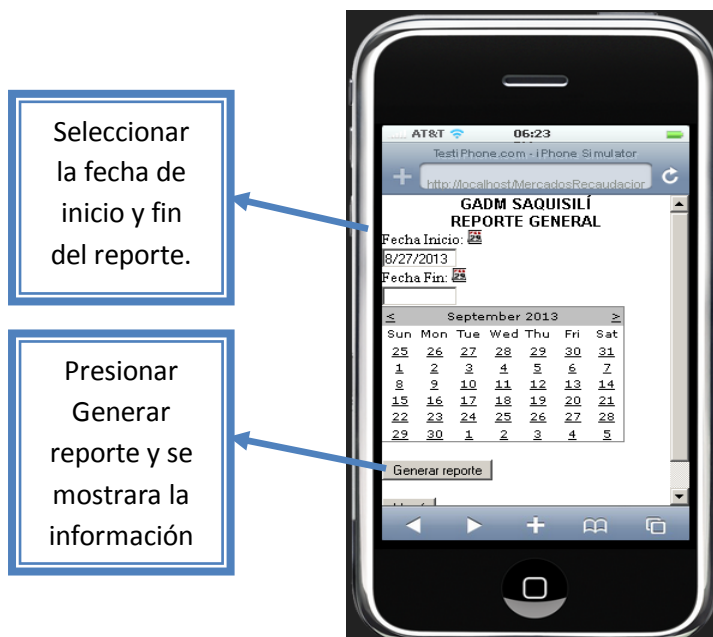 Seleccionar
la fecha de
inicio y fin
del reporte.
Presionar
Generar
reporte y se
mostrara la
información
AT&T 06:23
TestiPhone.com - iPhone Simulator
http://localhost/MercadosRecaudacior
GADM SAQUISILÍ
REPORTE GENERAL
Fecha Inicio:
8/27/2013
Fecha Fin:
< September 2013 >
Sun Mon Tue Wed Thu Fri Sat
25 26 27 28 29 30 31
1 2 3 4 5 6 7
8 9 10 11 12 13 14
15 16 17 18 19 20 21
22 23 24 25 26 27 28
29 30 1 2 3 4 5
Generar reporte